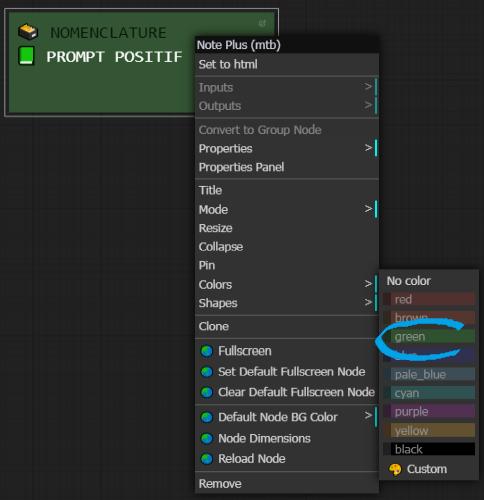 NOMENCLATURE
PROMPT POSITIF
Note Plus (mtb)
Set to html
Inputs >
Outputs >
Convert to Group Node
Properties >
Properties Panel
Title
Mode >
Resize
Collapse
Pin
Colors >
Shapes >
Clone
Fullscreen
Set Default Fullscreen Node
Clear Default Fullscreen Node
Default Node BG Color >
Node Dimensions
Reload Node
Remove
No color
red
brown
green
blue
pale_blue
cyan
purple
yellow
black
Custom